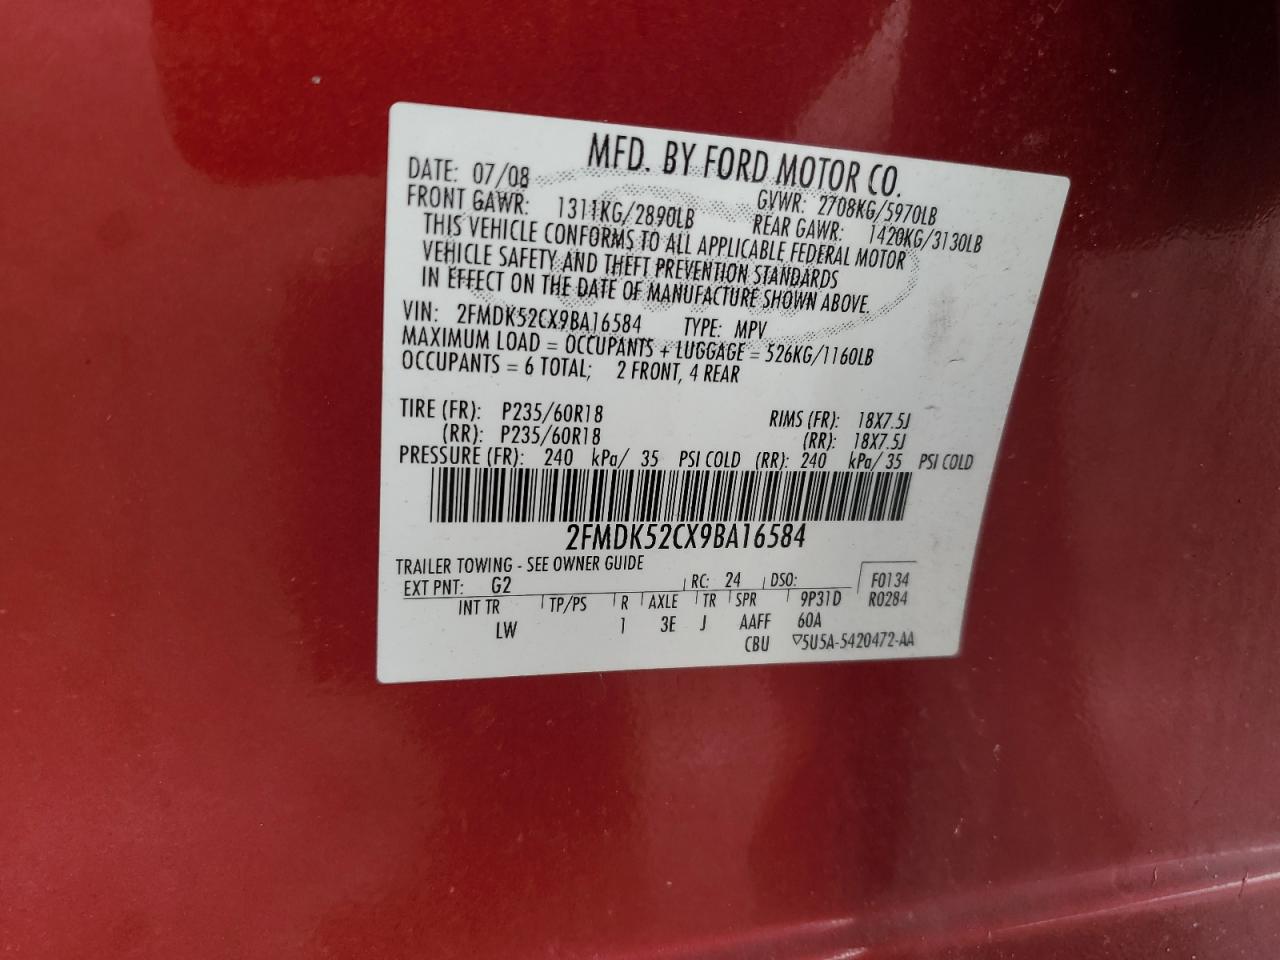 MFD. BY FORD MOTOR CO.
DATE: 07/08 GVWR: 2708KG/5970LB
FRONT GAWR: 1311KG/2890LB REAR GAWR: 1420KG/3130LB
THIS VEHICLE CONFORMS TO ALL APPLICABLE FEDERAL MOTOR
VEHICLE SAFETY AND THEFT PREVENTION STANDARDS
IN EFFECT ON THE DATE OF MANUFACTURE SHOWN ABOVE.
VIN: 2FMDK52CX9BA16584 TYPE: MPV
MAXIMUM LOAD = OCCUPANTS + LUGGAGE = 526KG/1160LB
OCCUPANTS = 6 TOTAL; 2 FRONT, 4 REAR
TIRE (FR): P235/60R18 RIMS (FR): 18X7.5J
(RR): P235/60R18 (RR): 18X7.5J
PRESSURE (FR): 240 kPa/ 35 PSI COLD (RR): 240 kPa/ 35 PSI COLD
2FMDK52CX9BA16584
TRAILER TOWING - SEE OWNER GUIDE
EXT PNT: G2 RC: 24 DSO: F0134
INT TR TP/PS R AXLE TR SPR 9P31D R0284
LW 1 3E J AAFF 60A
CBU ▽5U5A-5420472-AA